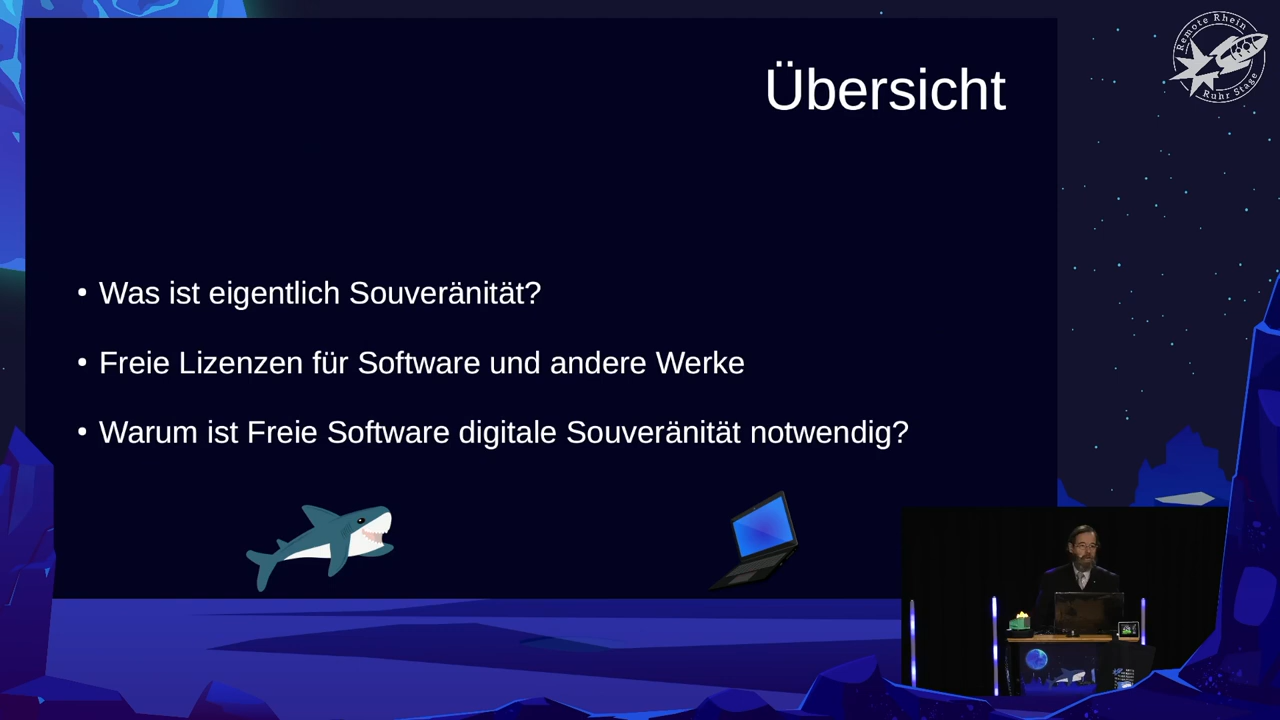 Übersicht
Was ist eigentlich Souveränität?
Freie Lizenzen für Software und andere Werke
Warum ist Freie Software digitale Souveränität notwendig?
Remote Rhein
Ruhr Stage